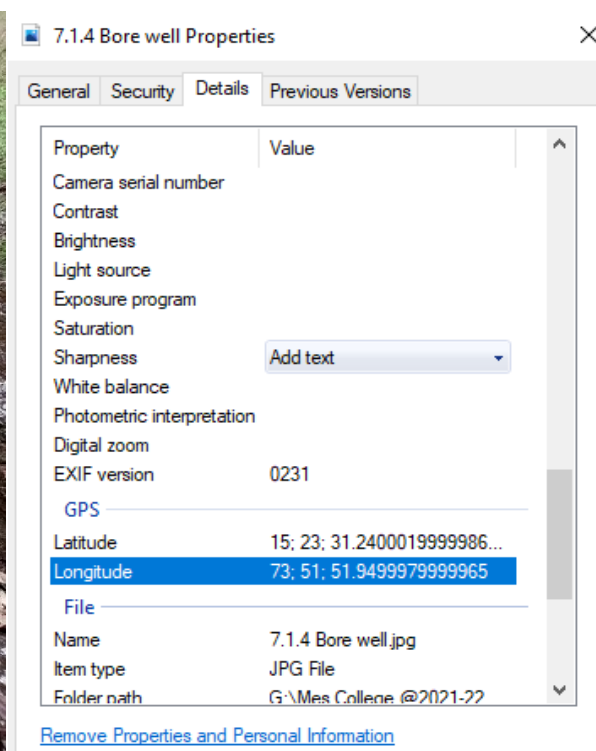 7.1.4 Bore well Properties
General Security Details Previous Versions
Property Value
Camera serial number
Contrast
Brightness
Light source
Exposure program
Saturation
Sharpness Add text
White balance
Photometric interpretation
Digital zoom
EXIF version 0231
GPS
Latitude 15; 23; 31.2400019999986...
Longitude 73; 51; 51.9499979999965
File
Name 7.1.4 Bore well.jpg
Item type JPG File
Folder path G:\Mes College @2021-22
Remove Properties and Personal Information